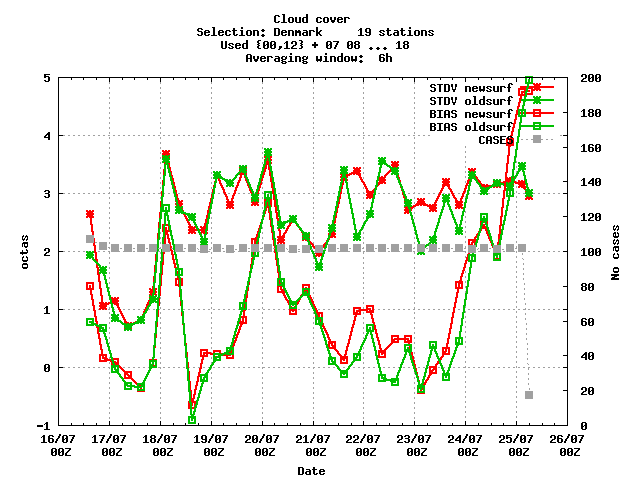 Cloud cover
Selection: Denmark 19 stations
Used {00,12} + 07 08 ... 18
Averaging window: 6h
STDV newsurf
STDV oldsurf
BIAS newsurf
BIAS oldsurf
CASES
5
4
3
2
1
0
-1
octas
200
180
160
140
120
100
80
60
40
20
0
No cases
16/07 17/07 18/07 19/07 20/07 21/07 22/07 23/07 24/07 25/07 26/07
00Z 00Z 00Z 00Z 00Z 00Z 00Z 00Z 00Z 00Z 00Z
Date